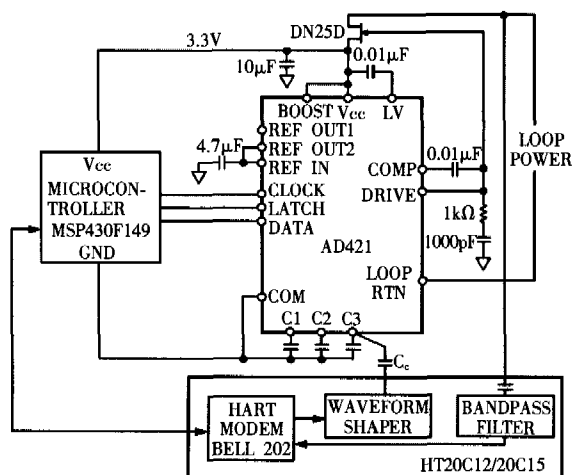 DN25D
3.3V
0.01μF
10μF
BOOST Vcc LV
REF OUT1
4.7μF
REF OUT2
REF IN
COMP
0.01μF
LOOP
POWER
Vcc
MICROCON-
TROLLER
MSP430F149
GND
CLOCK
LATCH
DATA
DRIVE
1kΩ
AD421
1000pF
LOOP
RTN
COM
C1 C2 C3
Cc
HART
MODEM
BELL 202
WAVEFORM
SHAPER
BANDPASS
FILTER
HT20C12/20C15